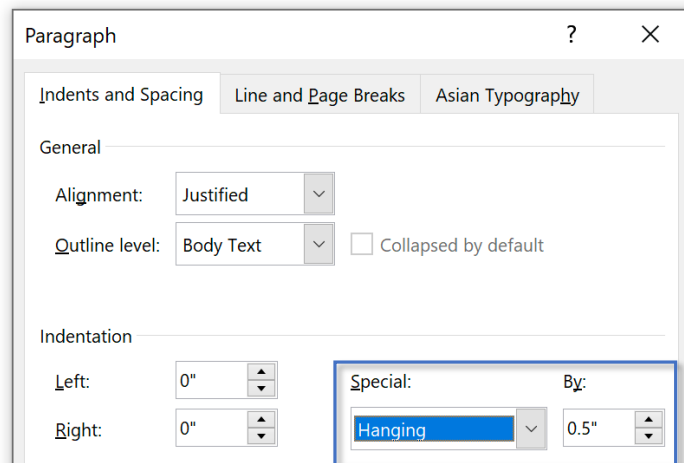 Paragraph ?
Indents and Spacing Line and Page Breaks Asian Typography
General
Alignment: Justified
Outline level: Body Text Collapsed by default
Indentation
Left: 0" Special: By:
Right: 0" Hanging 0.5"